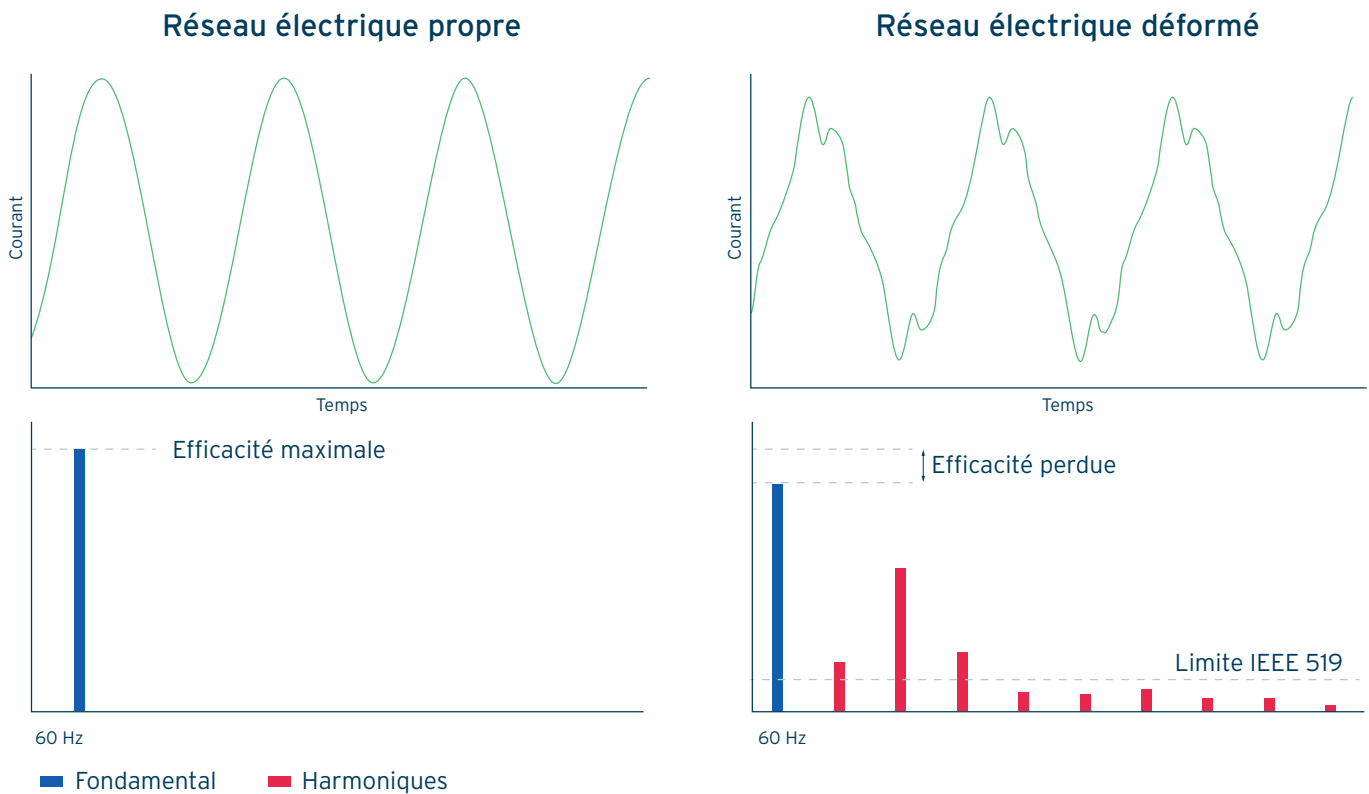 Réseau électrique propre
Courant
Temps
Efficacité maximale
60 Hz
Fondamental
Harmoniques
Réseau électrique déformé
Courant
Temps
Efficacité perdue
Limite IEEE 519
60 Hz